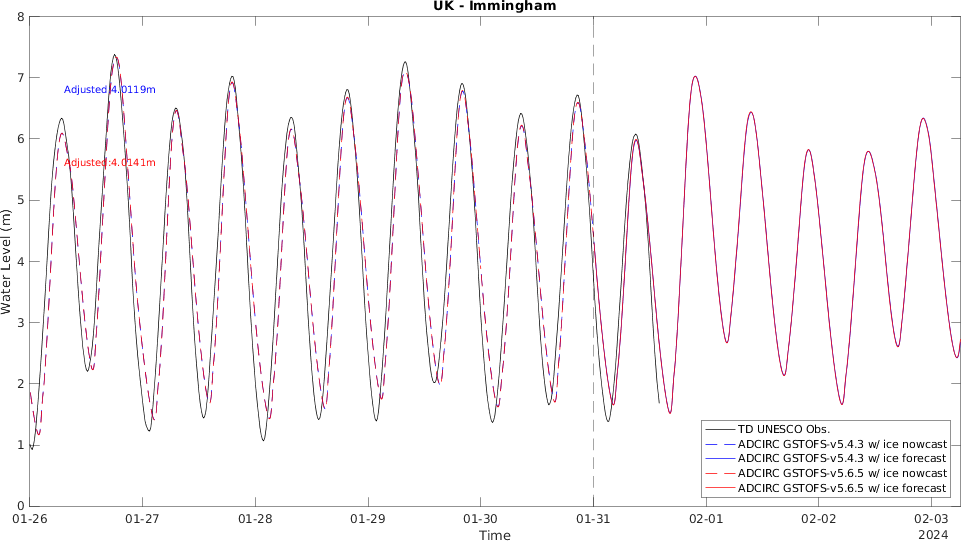 UK - Immingham
8
7
6
5
4
3
2
1
0
Water Level (m)
Adjusted:4.0119m
Adjusted:4.0141m
TD UNESCO Obs.
ADCIRC GSTOFS-v5.4.3 w/ ice nowcast
ADCIRC GSTOFS-v5.4.3 w/ ice forecast
ADCIRC GSTOFS-v5.6.5 w/ ice nowcast
ADCIRC GSTOFS-v5.6.5 w/ ice forecast
01-26 01-27 01-28 01-29 01-30 01-31 02-01 02-02 02-03
Time
2024